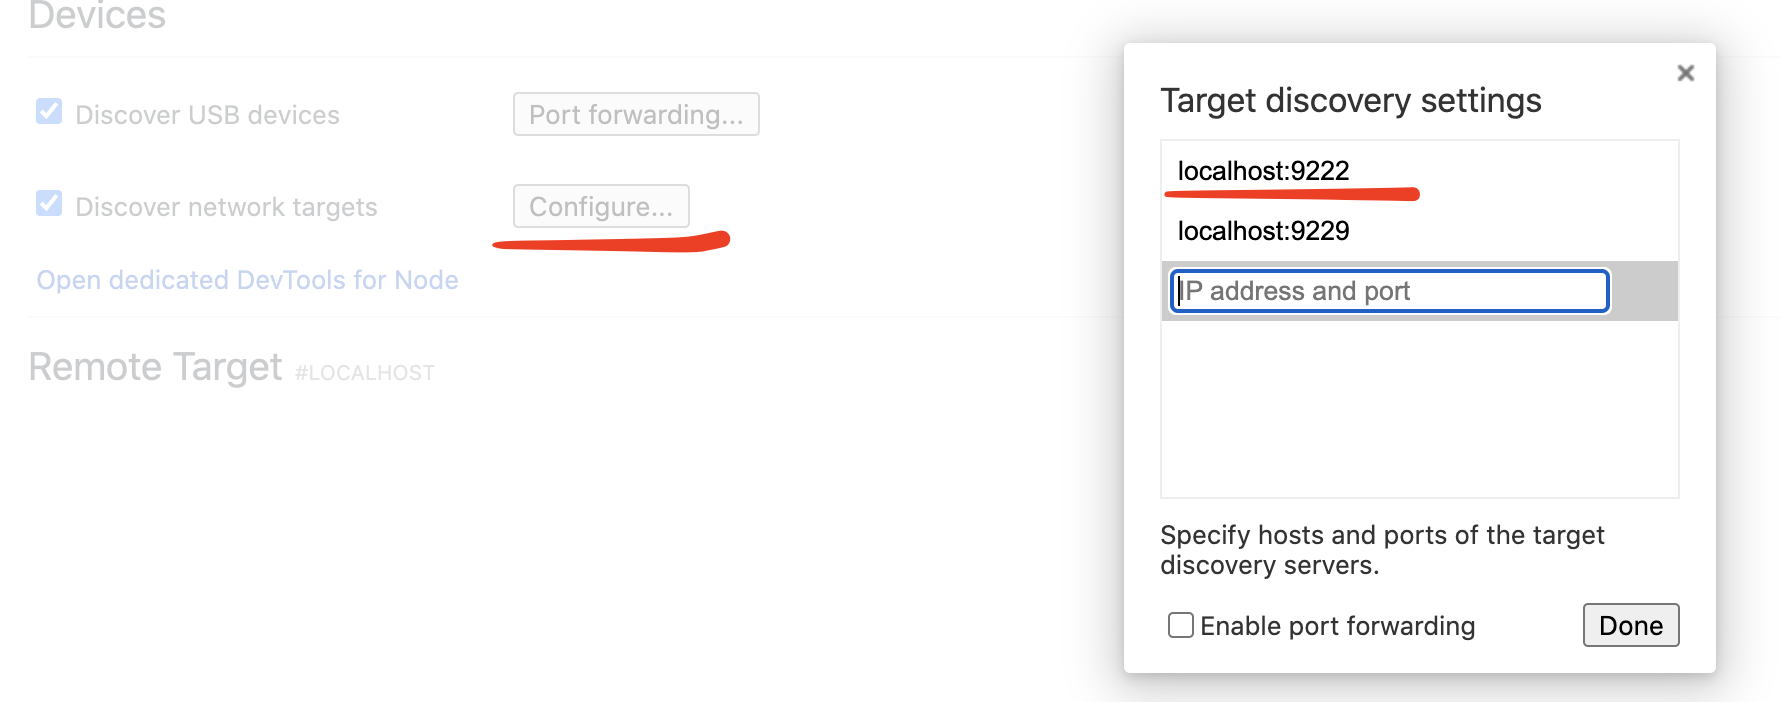 Devices
Discover USB devices
Port forwarding...
Discover network targets
Configure...
Open dedicated DevTools for Node
Remote Target #LOCALHOST
Target discovery settings
localhost:9222
localhost:9229
IP address and port
Specify hosts and ports of the target
discovery servers.
Enable port forwarding
Done